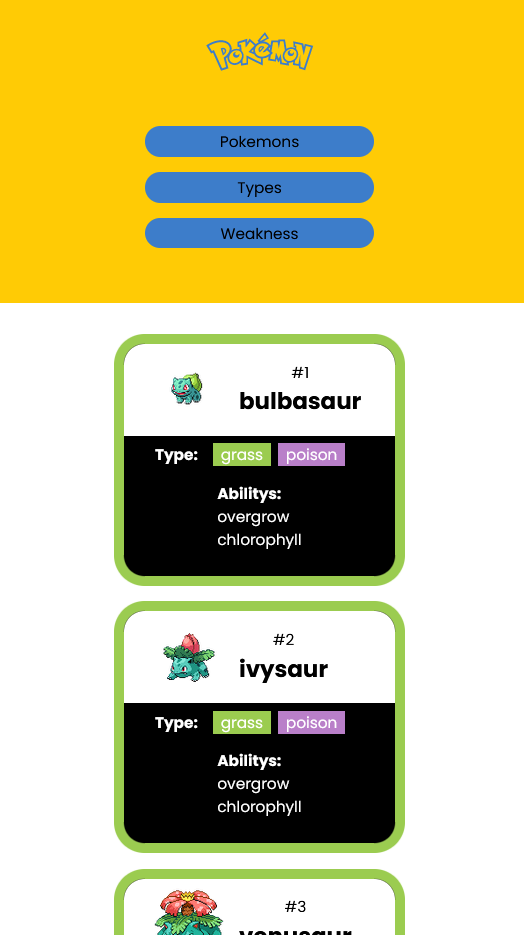 POKéMON
Pokemons
Types
Weakness
#1
bulbasaur
Type: grass poison
Abilitys:
overgrow
chlorophyll
#2
ivysaur
Type: grass poison
Abilitys:
overgrow
chlorophyll
#3
venusaur